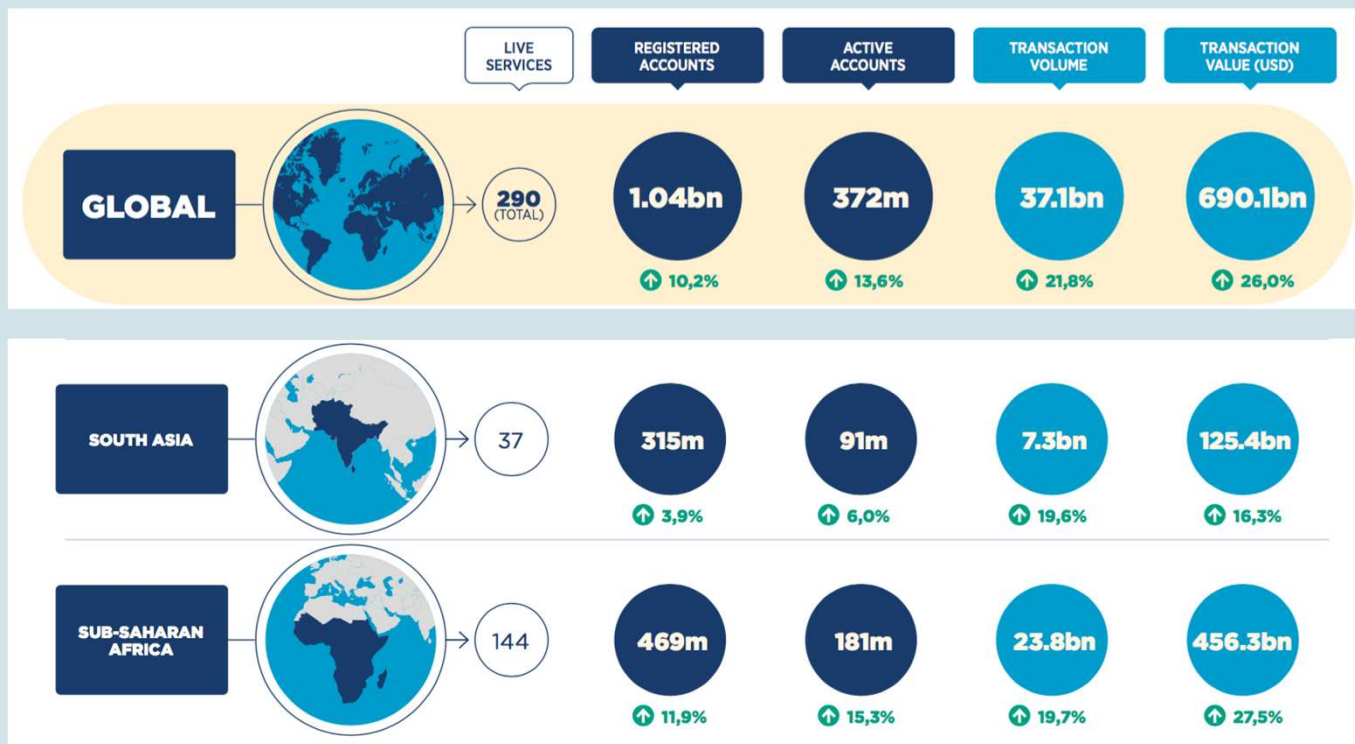 LIVE
SERVICES
REGISTERED
ACCOUNTS
ACTIVE
ACCOUNTS
TRANSACTION
VOLUME
TRANSACTION
VALUE (USD)
GLOBAL
290
(TOTAL)
1.04bn
10,2%
372m
13,6%
37.1bn
21,8%
690.1bn
26,0%
SOUTH ASIA
37
315m
3,9%
91m
6,0%
7.3bn
19,6%
125.4bn
16,3%
SUB-SAHARAN
AFRICA
144
469m
11,9%
181m
15,3%
23.8bn
19,7%
456.3bn
27,5%